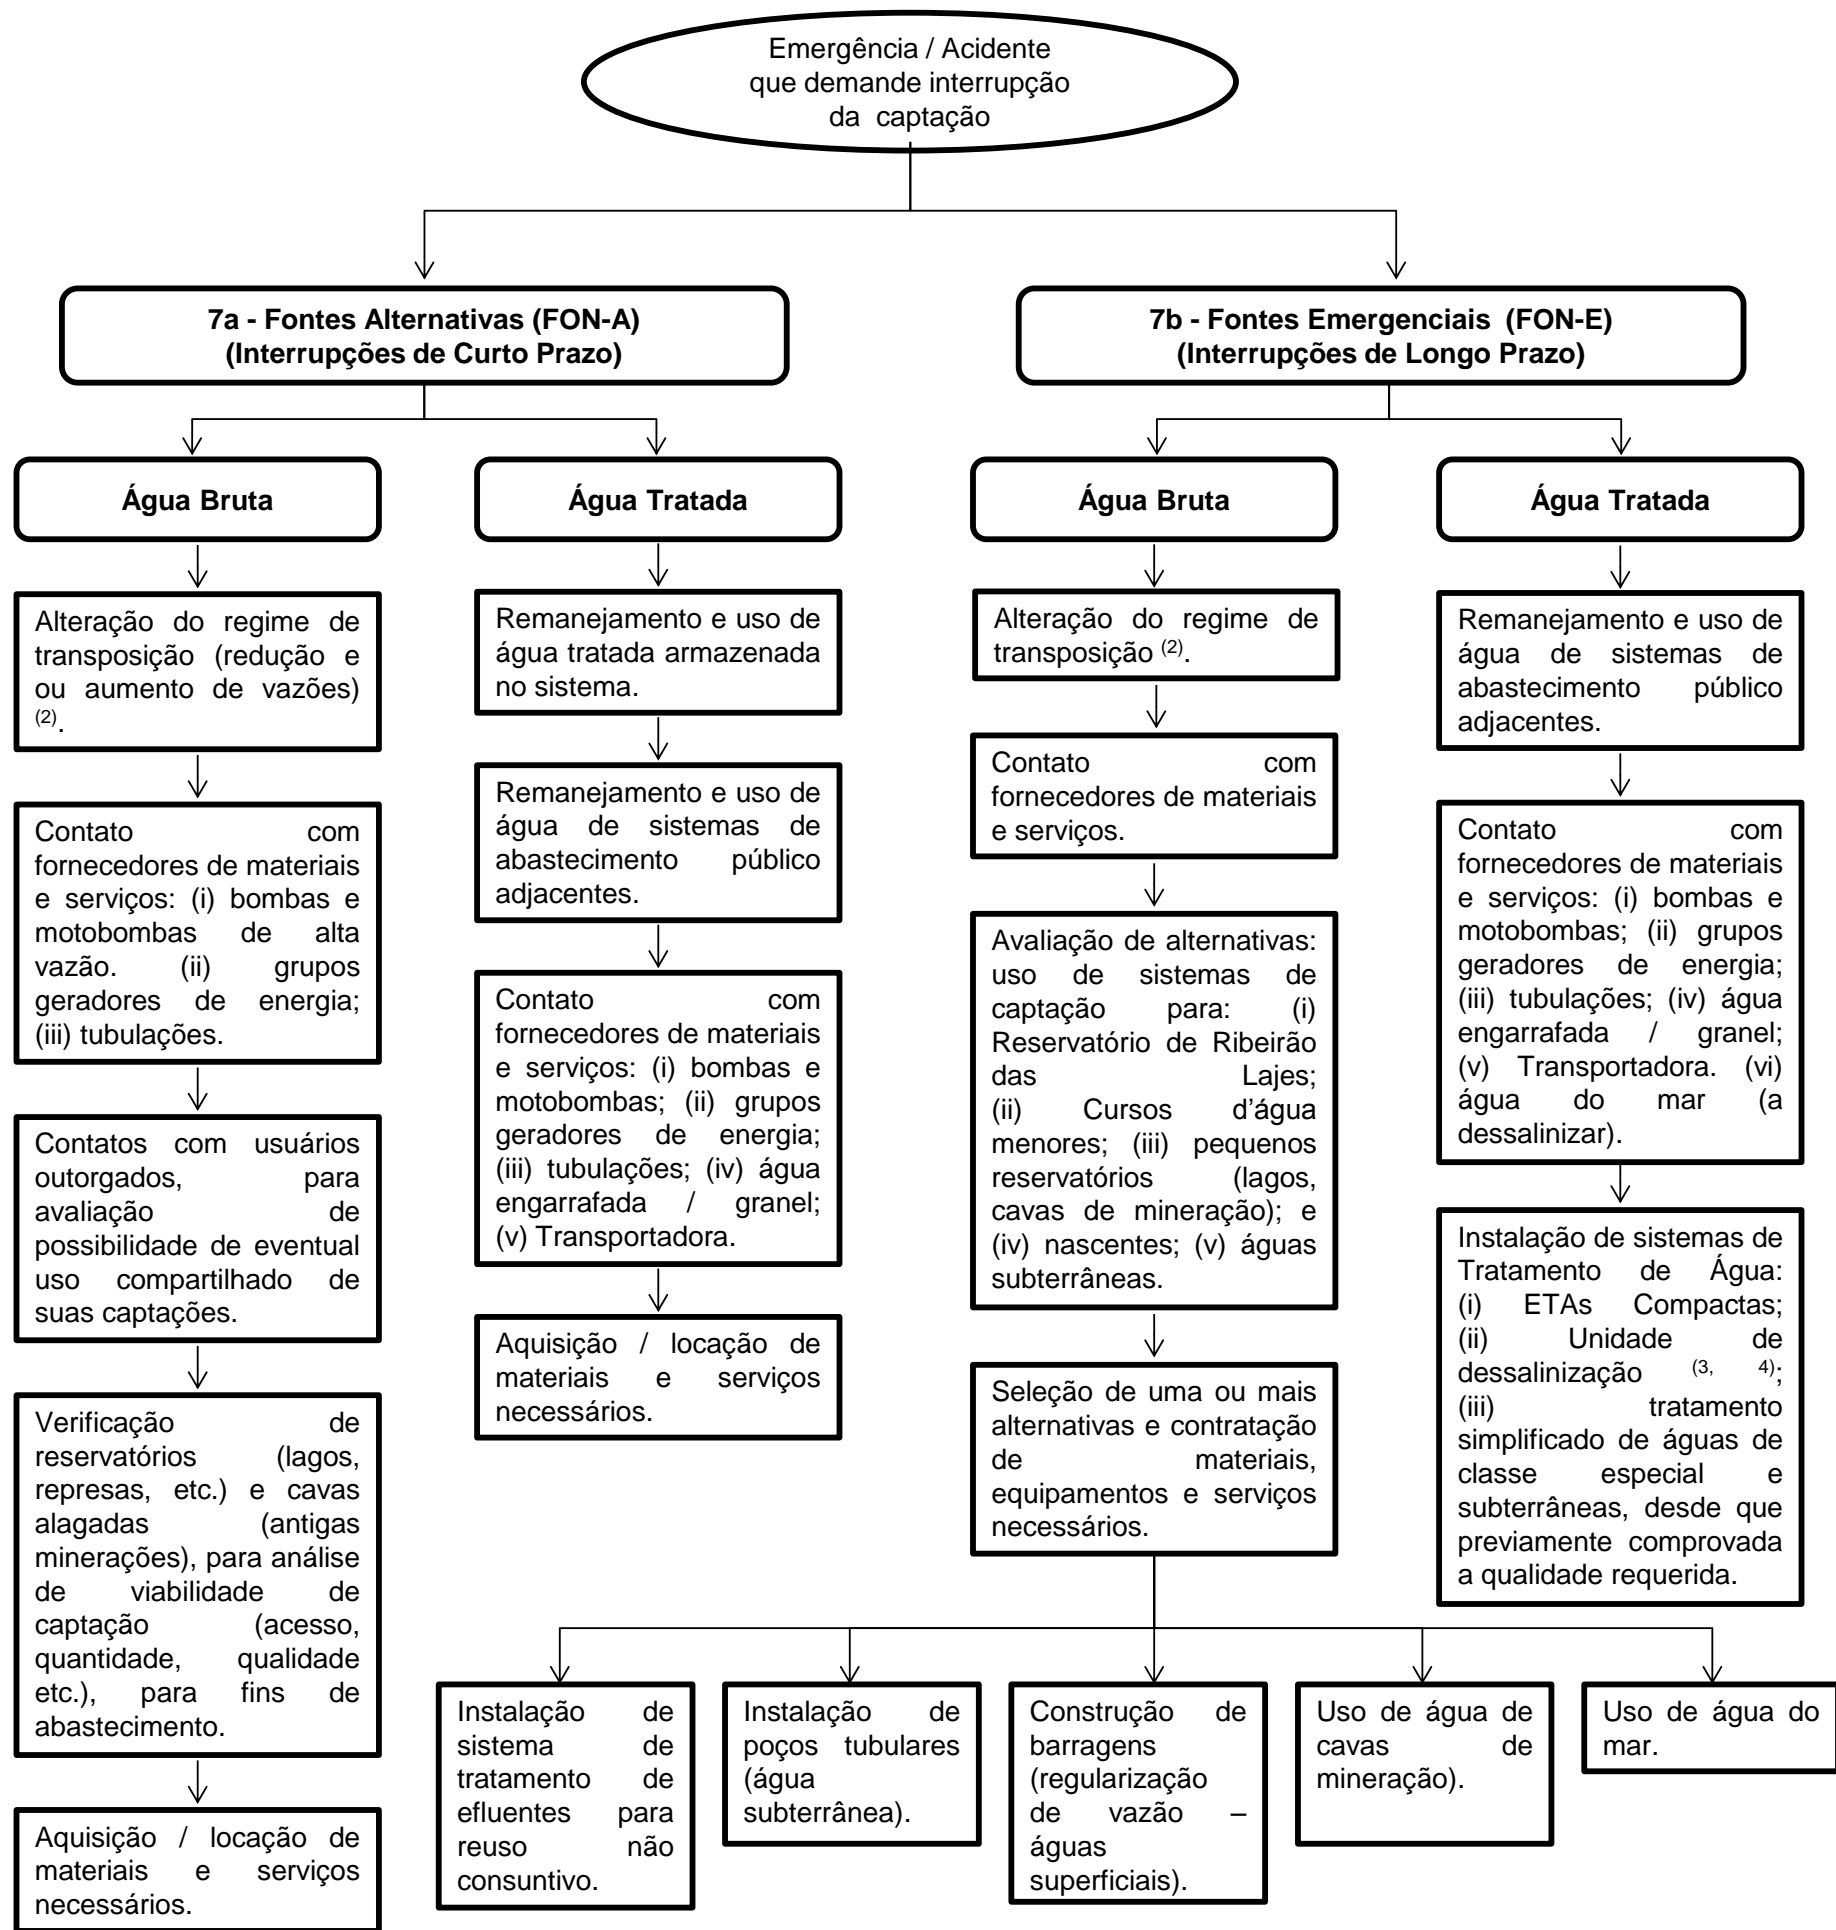 Emergência / Acidente
que demande interrupção
da captação
7a - Fontes Alternativas (FON-A)
(Interrupções de Curto Prazo)
7b - Fontes Emergenciais (FON-E)
(Interrupções de Longo Prazo)
Água Bruta
Água Tratada
Água Bruta
Água Tratada
Alteração do regime de
transposição (redução e
ou aumento de vazões)
(2).
Contato com
fornecedores de materiais
e serviços: (i) bombas e
motobombas de alta
vazão. (ii) grupos
geradores de energia;
(iii) tubulações.
Contatos com usuários
outorgados, para
avaliação de
possibilidade de eventual
uso compartilhado de
suas captações.
Verificação de
reservatórios (lagos,
represas, etc.) e cavas
alagadas (antigas
minerações), para análise
de viabilidade de
captação (acesso,
quantidade, qualidade
etc.), para fins de
abastecimento.
Aquisição / locação de
materiais e serviços
necessários.
Remanejamento e uso de
água tratada armazenada
no sistema.
Remanejamento e uso de
água de sistemas de
abastecimento público
adjacentes.
Contato com
fornecedores de materiais
e serviços: (i) bombas e
motobombas; (ii) grupos
geradores de energia;
(iii) tubulações; (iv) água
engarrafada / granel;
(v) Transportadora.
Aquisição / locação de
materiais e serviços
necessários.
Alteração do regime de
transposição (2).
Contato com
fornecedores de materiais
e serviços.
Avaliação de alternativas:
uso de sistemas de
captação para: (i)
Reservatório de Ribeirão
das Lajes;
(ii) Cursos d’água
menores; (iii) pequenos
reservatórios (lagos,
cavas de mineração); e
(iv) nascentes; (v) águas
subterrâneas.
Seleção de uma ou mais
alternativas e contratação
de materiais,
equipamentos e serviços
necessários.
Remanejamento e uso de
água de sistemas de
abastecimento público
adjacentes.
Contato com
fornecedores de materiais
e serviços: (i) bombas e
motobombas; (ii) grupos
geradores de energia;
(iii) tubulações; (iv) água
engarrafada / granel;
(v) Transportadora. (vi)
água do mar (a
dessalinizar).
Instalação de sistemas de
Tratamento de Água:
(i) ETAs Compactas;
(ii) Unidade de
dessalinização (3, 4);
(iii) tratamento
simplificado de águas de
classe especial e
subterrâneas, desde que
previamente comprovada
a qualidade requerida.
Instalação de
sistema de
tratamento de
efluentes para
reuso não
consuntivo.
Instalação de
poços tubulares
(água
subterrânea).
Construção de
barragens
(regularização
de vazão –
águas
superficiais).
Uso de água de
cavas de
mineração).
Uso de água do
mar.